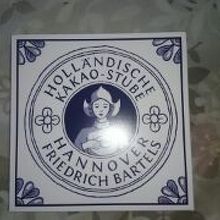 HOLLÄNDISCHE
KAKAO-STUBE
HANNOVER
FRIEDRICH BARTELS